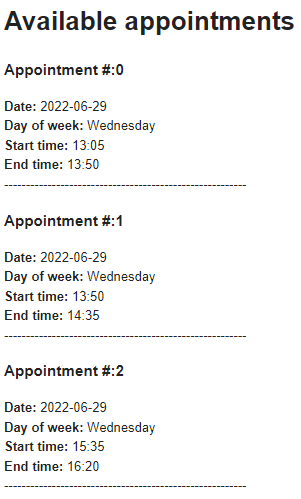 Available appointments
Appointment #:0
Date: 2022-06-29
Day of week: Wednesday
Start time: 13:05
End time: 13:50
--------------------------------------------------------
Appointment #:1
Date: 2022-06-29
Day of week: Wednesday
Start time: 13:50
End time: 14:35
--------------------------------------------------------
Appointment #:2
Date: 2022-06-29
Day of week: Wednesday
Start time: 15:35
End time: 16:20
--------------------------------------------------------